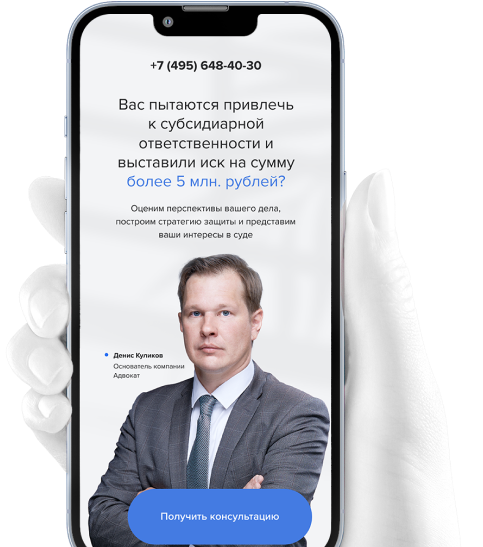 +7 (495) 648-40-30
Вас пытаются привлечь
к субсидиарной
ответственности и
выставили иск на сумму
более 5 млн. рублей?
Оценим перспективы вашего дела,
построим стратегию защиты и представим
ваши интересы в суде
Денис Куликов
Основатель компании
Адвокат
Получить консультацию